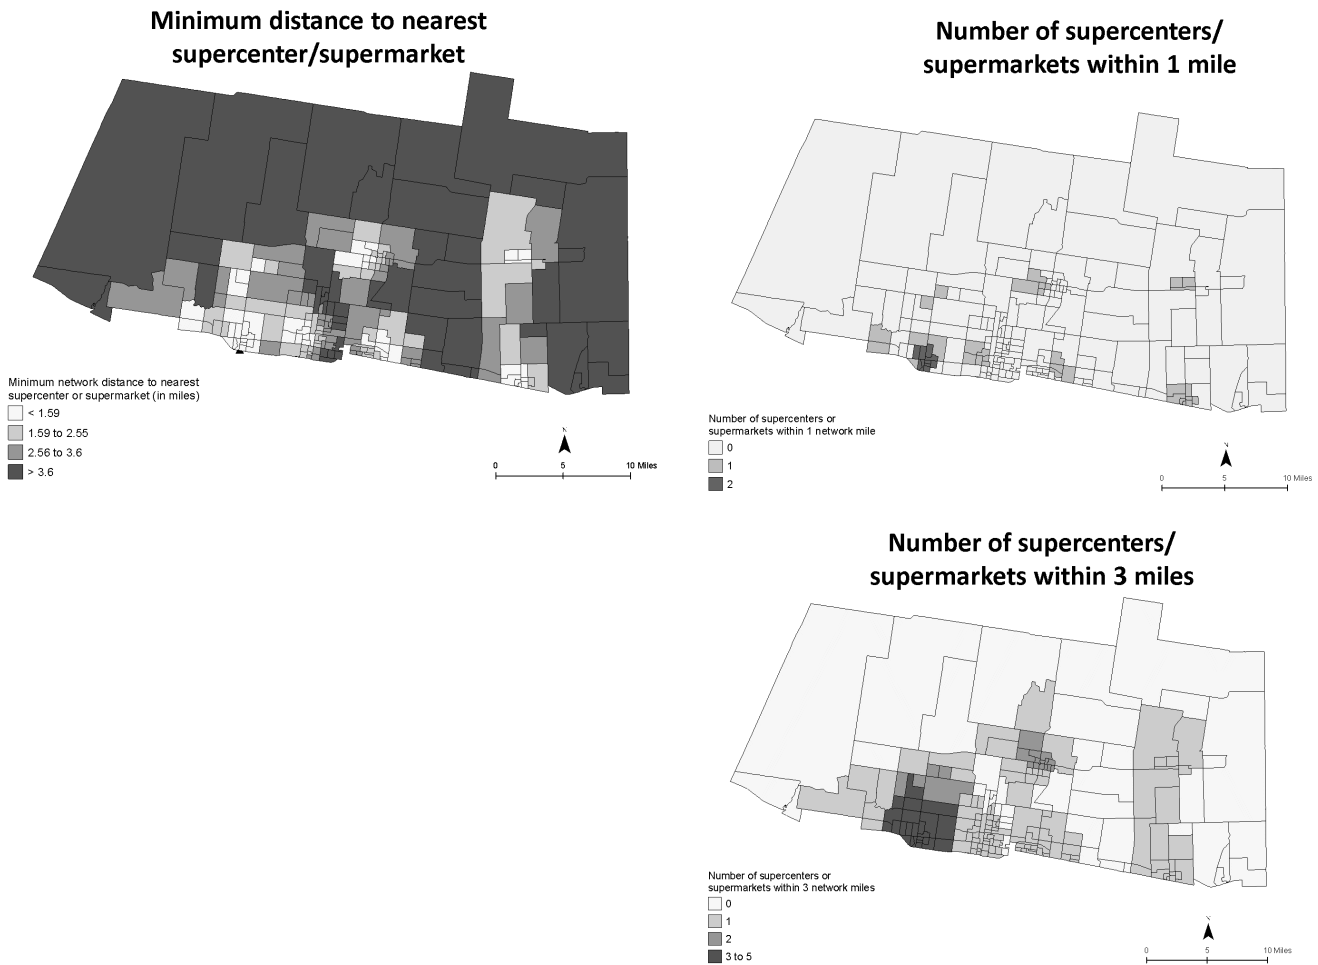 Minimum distance to nearest
supercenter/supermarket
Minimum network distance to nearest
supercenter or supermarket (in miles)
< 1.59
1.59 to 2.55
2.56 to 3.6
> 3.6
N
0 5 10 Miles
Number of supercenters/
supermarkets within 1 mile
Number of supercenters or
supermarkets within 1 network mile
0
1
2
N
0 5 10 Miles
Number of supercenters/
supermarkets within 3 miles
Number of supercenters or
supermarkets within 3 network miles
0
1
2
3 to 5
N
0 5 10 Miles